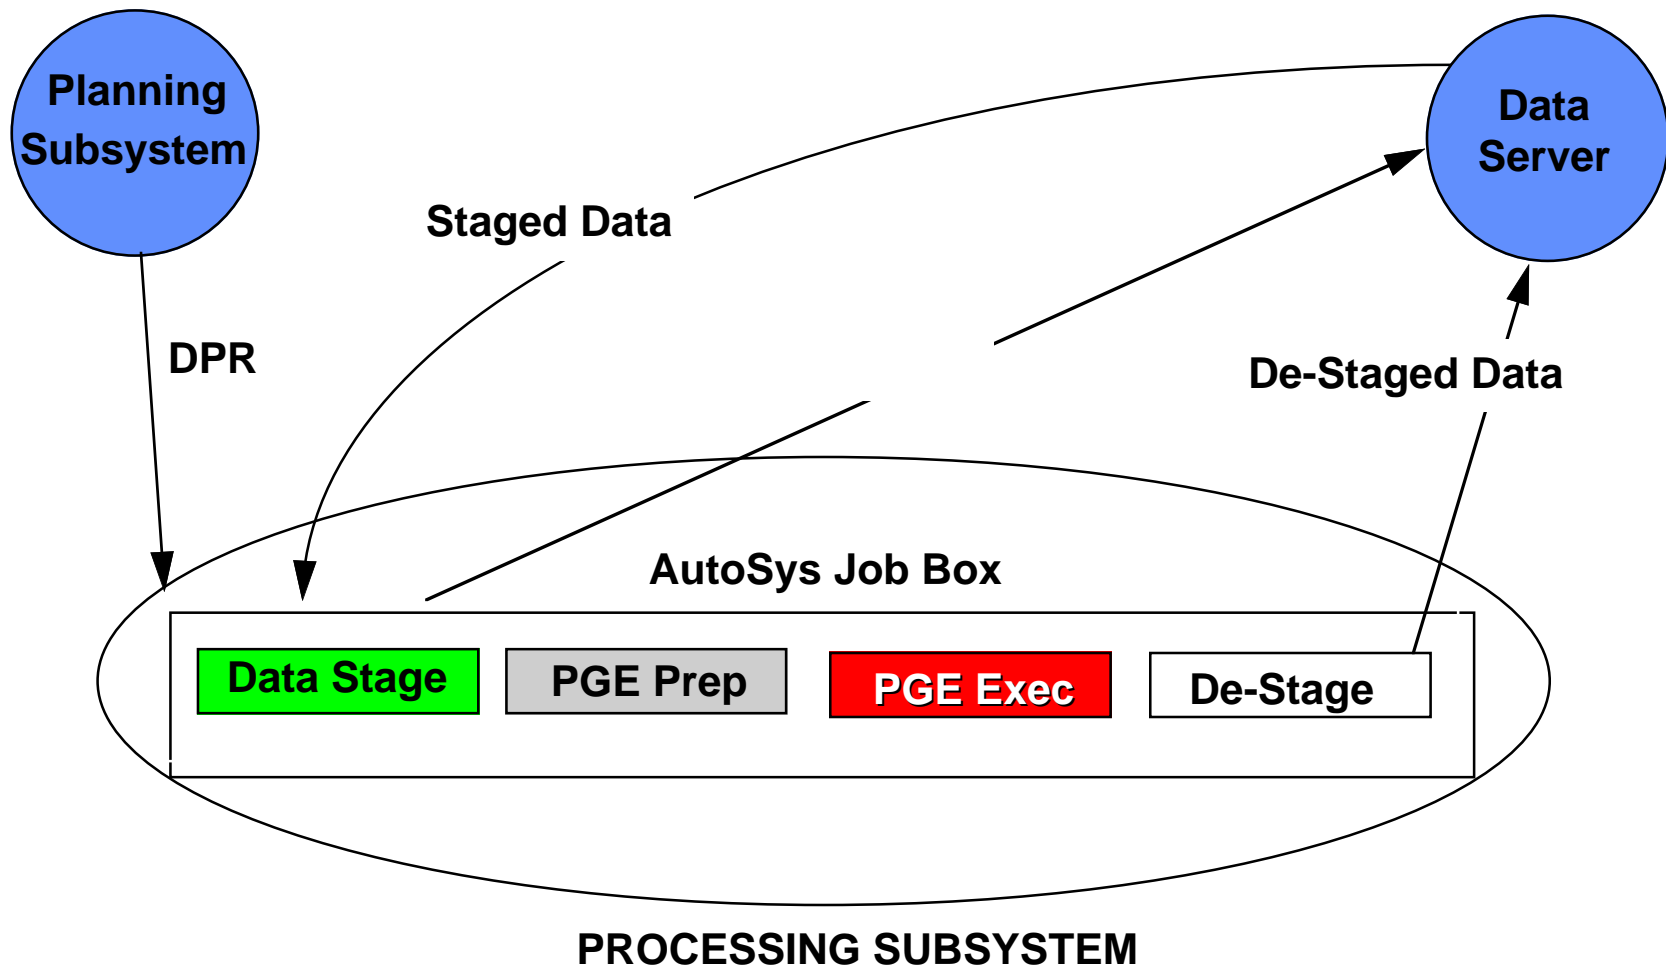 Planning
Subsystem
Data
Server
Staged Data
DPR
De-Staged Data
AutoSys Job Box
Data Stage
PGE Prep
PGE Exec
De-Stage
PROCESSING SUBSYSTEM